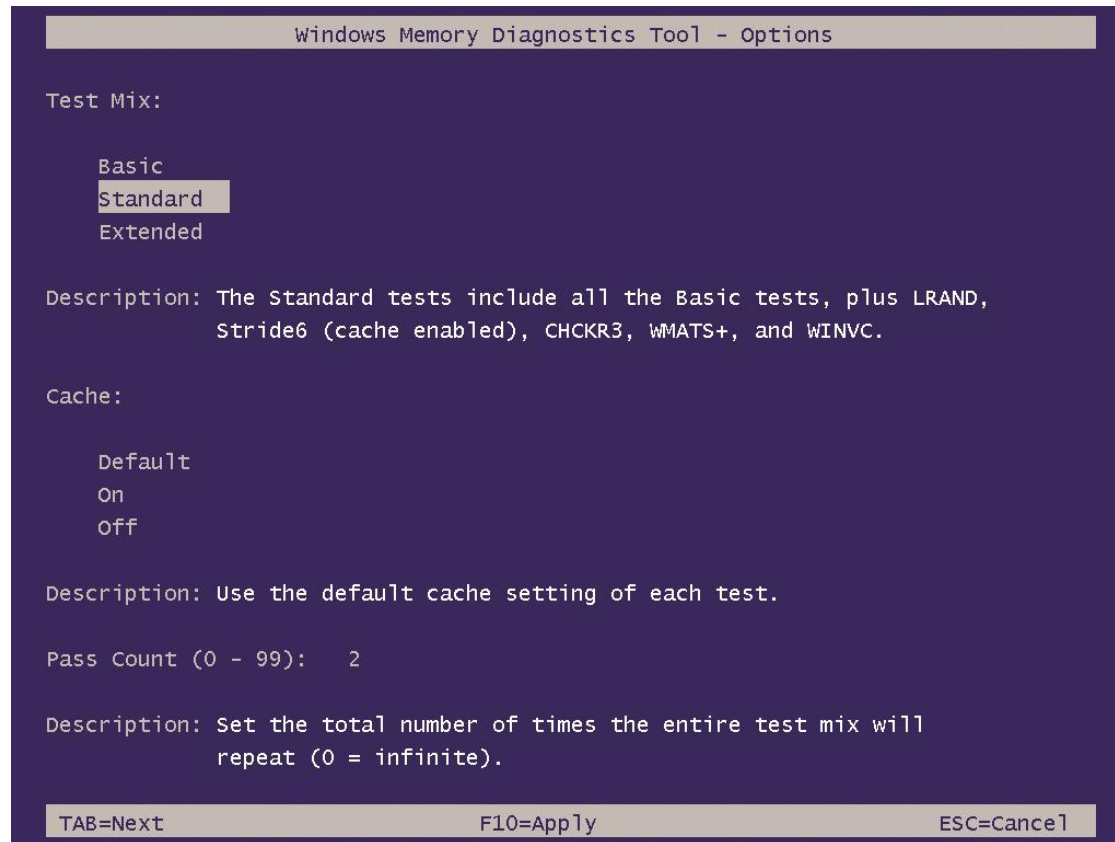 Windows Memory Diagnostics Tool - Options
Test Mix:
Basic
Standard
Extended
Description: The Standard tests include all the Basic tests, plus LRAND,
Stride6 (cache enabled), CHCKR3, WMATS+, and WINVC.
Cache:
Default
On
Off
Description: Use the default cache setting of each test.
Pass Count (0 - 99): 2
Description: Set the total number of times the entire test mix will
repeat (0 = infinite).
TAB=Next F10=Apply ESC=Cancel